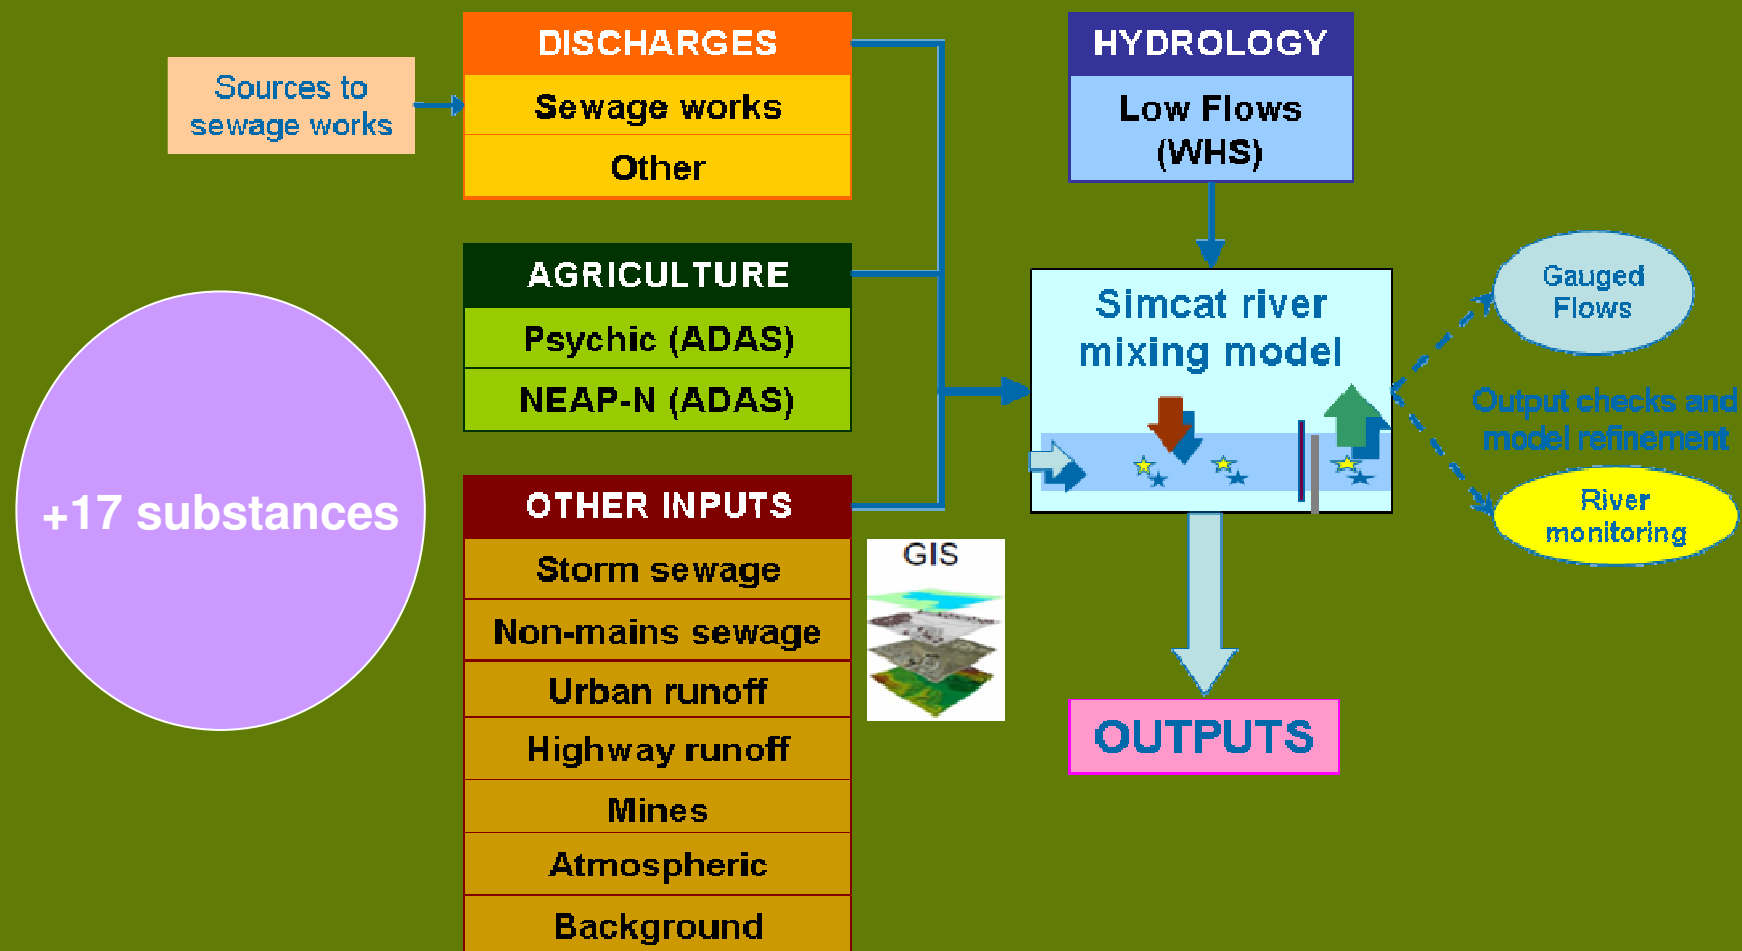 Sources to
sewage works
DISCHARGES
Sewage works
Other
AGRICULTURE
Psychic (ADAS)
NEAP-N (ADAS)
OTHER INPUTS
Storm sewage
Non-mains sewage
Urban runoff
Highway runoff
Mines
Atmospheric
Background
+17 substances
GIS
HYDROLOGY
Low Flows
(WHS)
Simcat river
mixing model
OUTPUTS
Gauged
Flows
Output checks and
model refinement
River
monitoring